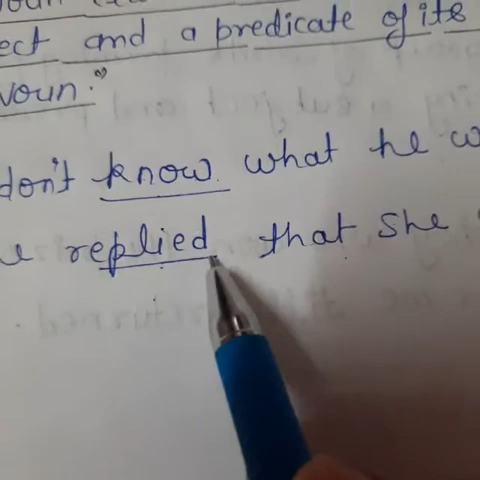 ect and a predicate of its
noun."
don't know what he
replied that she